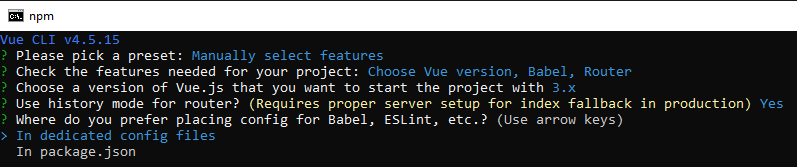 npm
Vue CLI v4.5.15
? Please pick a preset: Manually select features
? Check the features needed for your project: Choose Vue version, Babel, Router
? Choose a version of Vue.js that you want to start the project with 3.x
? Use history mode for router? (Requires proper server setup for index fallback in production) Yes
? Where do you prefer placing config for Babel, ESLint, etc.? (Use arrow keys)
> In dedicated config files
In package.json